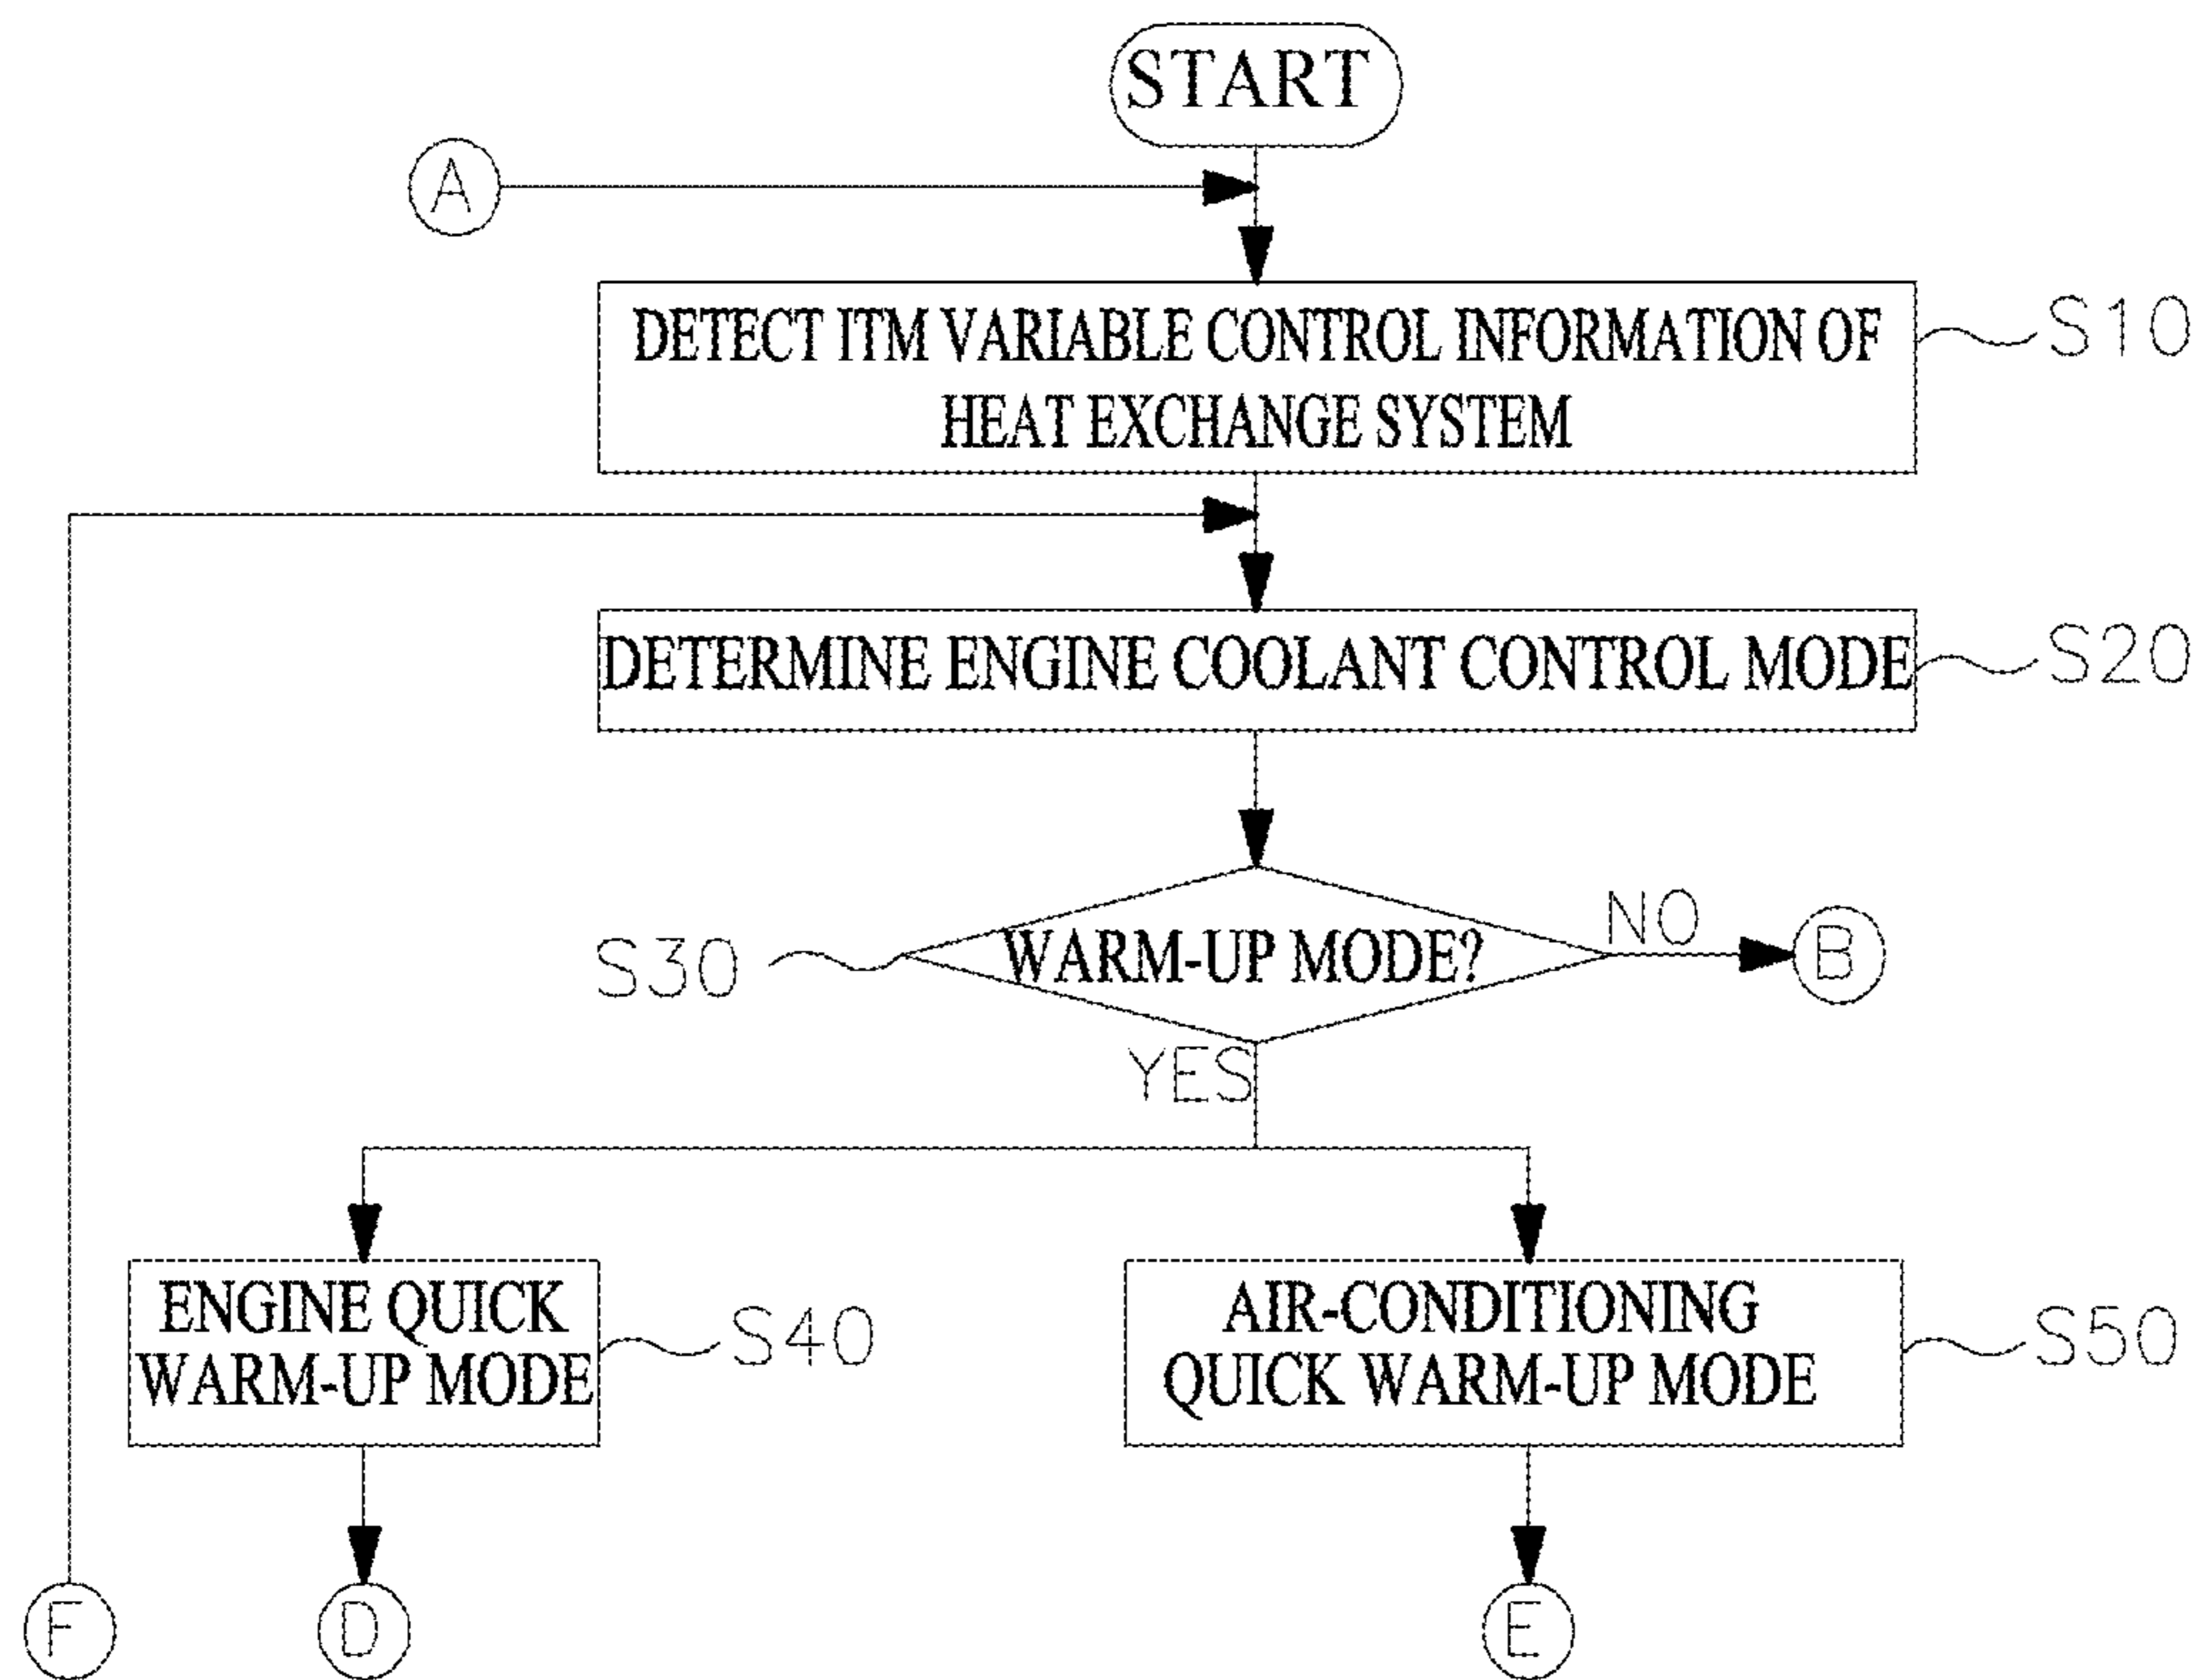 START
A
DETECT ITM VARIABLE CONTROL INFORMATION OF
HEAT EXCHANGE SYSTEM
S10
DETERMINE ENGINE COOLANT CONTROL MODE
S20
WARM-UP MODE?
S30
NO
B
YES
ENGINE QUICK
WARM-UP MODE
S40
AIR-CONDITIONING
QUICK WARM-UP MODE
S50
F
D
E